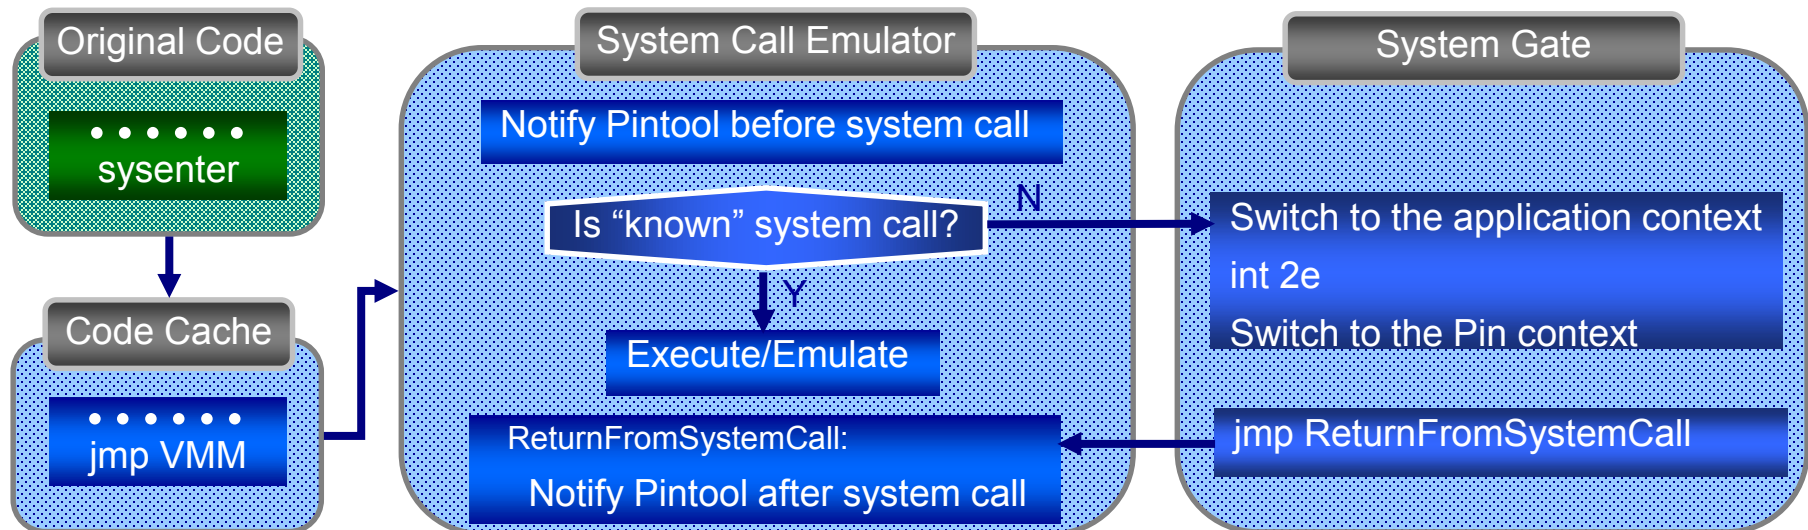 Original Code
• • • • • •
sysenter
Code Cache
• • • • • •
jmp VMM
System Call Emulator
Notify Pintool before system call
Is “known” system call?
N
Y
Execute/Emulate
ReturnFromSystemCall:
Notify Pintool after system call
System Gate
Switch to the application context
int 2e
Switch to the Pin context
jmp ReturnFromSystemCall